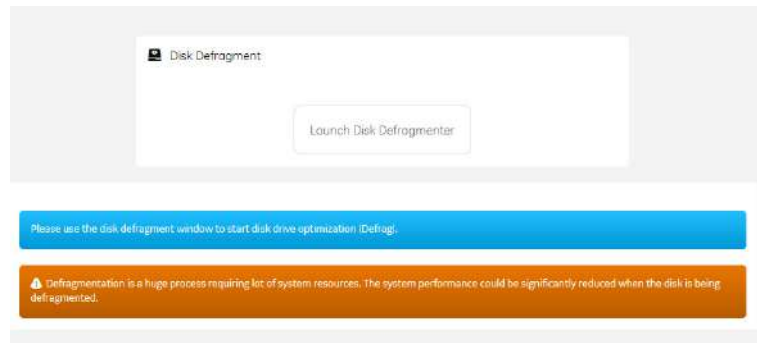 Disk Defragment
Launch Disk Defragmenter
Please use the disk defragment window to start disk drive optimization (Defrag).
Defragmentation is a huge process requiring lot of system resources. The system performance could be significantly reduced when the disk is being
defragmented.